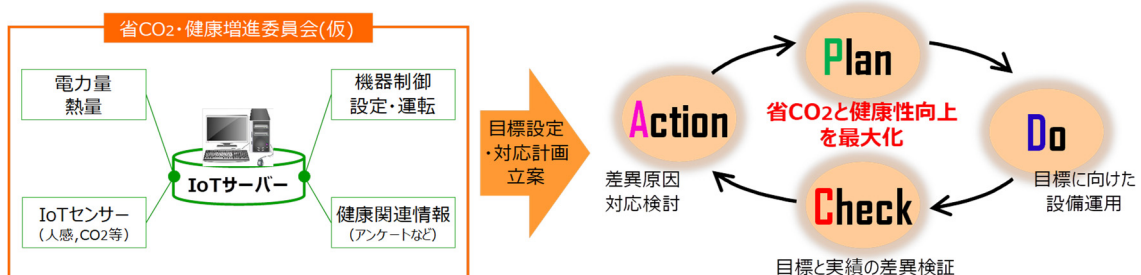 省CO2・健康増進委員会(仮)
電力量
熱量
機器制御
設定・運転
IoTサーバー
IoTセンサー
（人感,CO2等）
健康関連情報
（アンケートなど）
目標設定
・対応計画
立案
Plan
Action
省CO2と健康性向上
を最大化
Do
差異原因
対応検討
Check
目標に向けた
設備運用
目標と実績の差異検証